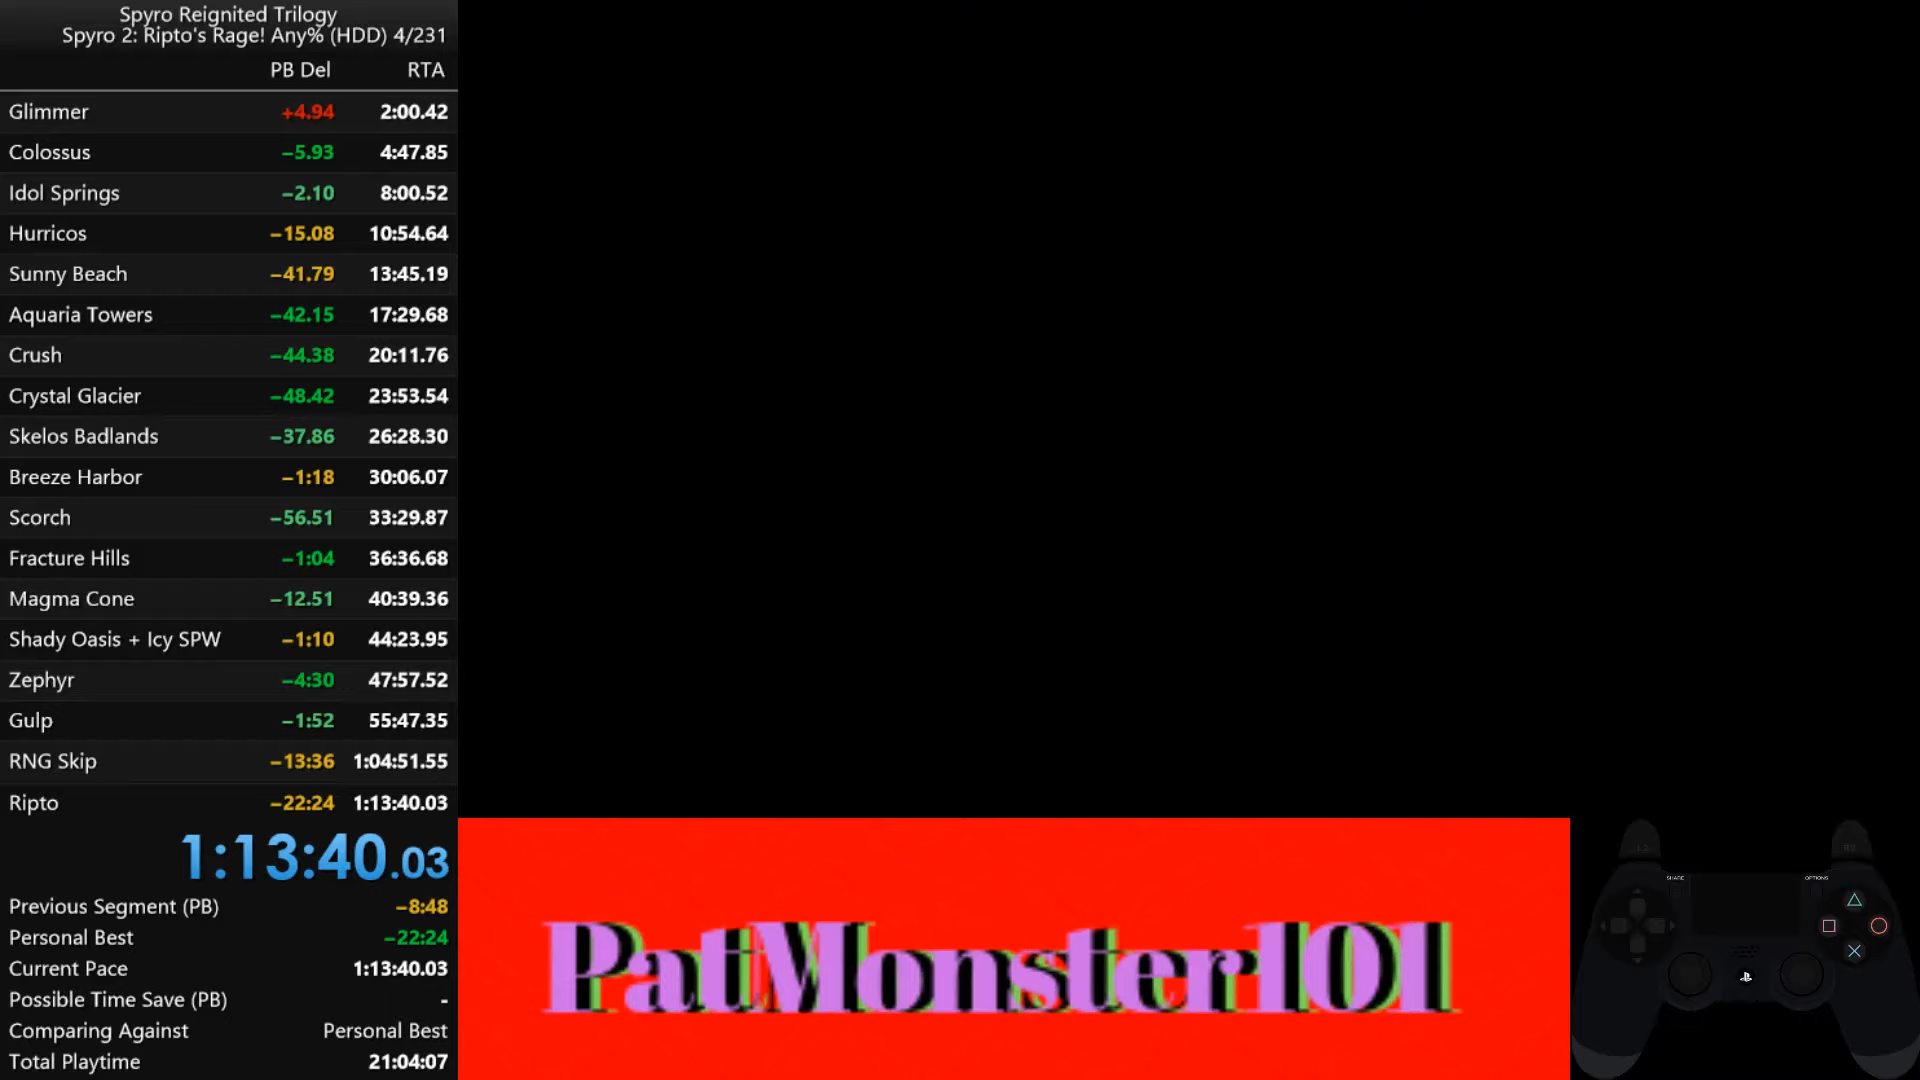 Spyro Reignited Trilogy
Spyro 2: Ripto's Rage! Any% (HDD) 4/231
PB Del RTA
Glimmer +4.94 2:00.42
Colossus −5.93 4:47.85
Idol Springs −2.10 8:00.52
Hurricos −15.08 10:54.64
Sunny Beach −41.79 13:45.19
Aquaria Towers −42.15 17:29.68
Crush −44.38 20:11.76
Crystal Glacier −48.42 23:53.54
Skelos Badlands −37.86 26:28.30
Breeze Harbor −1:18 30:06.07
Scorch −56.51 33:29.87
Fracture Hills −1:04 36:36.68
Magma Cone −12.51 40:39.36
Shady Oasis + Icy SPW −1:10 44:23.95
Zephyr −4:30 47:57.52
Gulp −1:52 55:47.35
RNG Skip −13:36 1:04:51.55
Ripto −22:24 1:13:40.03
1:13:40.03
Previous Segment (PB) −8:48
Personal Best −22:24
Current Pace 1:13:40.03
Possible Time Save (PB) -
Comparing Against Personal Best
Total Playtime 21:04:07
PatMonster101
L2 R2
SHARE OPTIONS